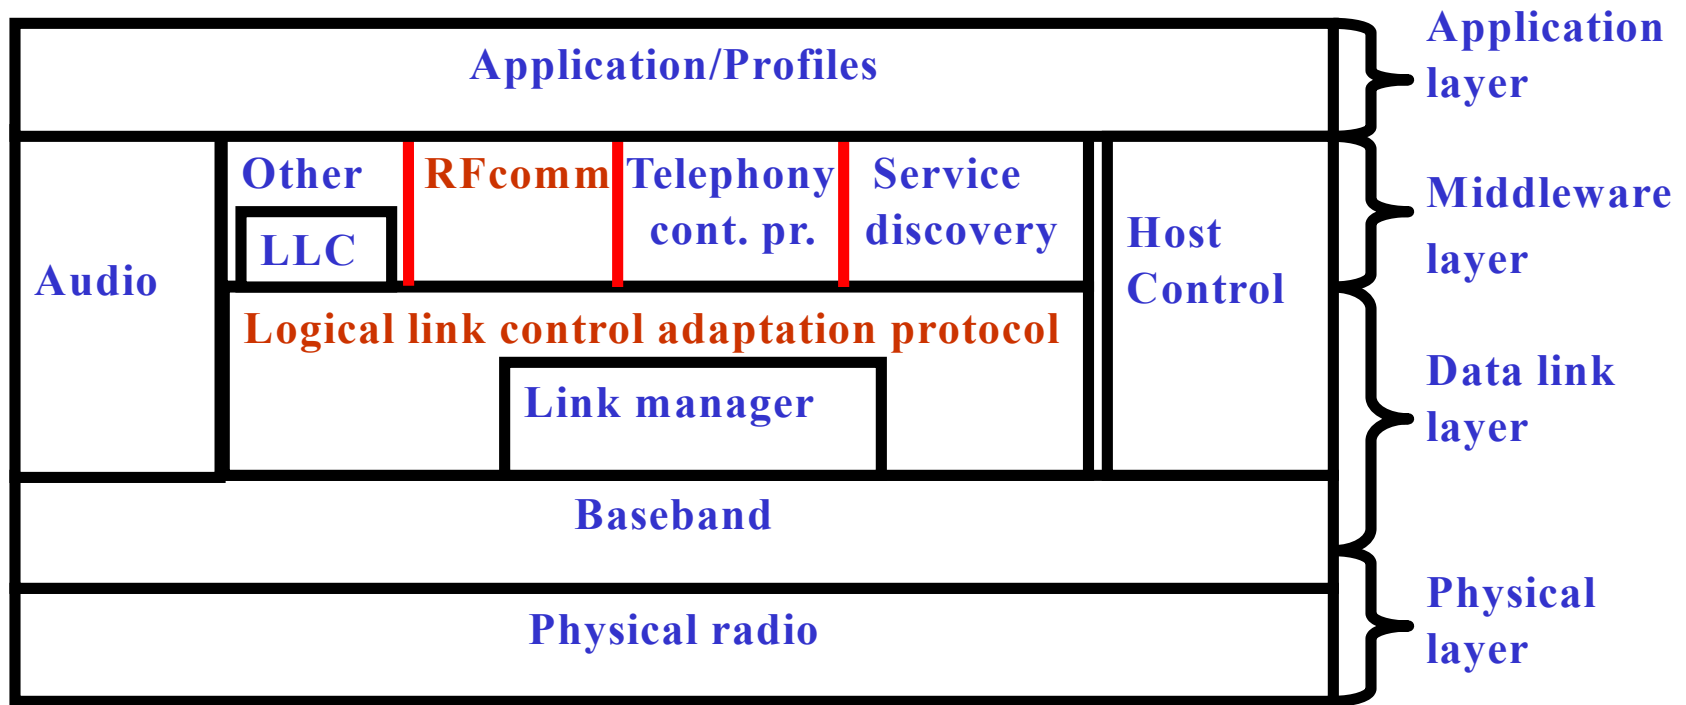 Application/Profiles
Application
layer
Other
RFcomm
Telephony
cont. pr.
Service
discovery
LLC
Audio
Host
Control
Middleware
layer
Logical link control adaptation protocol
Link manager
Data link
layer
Baseband
Physical radio
Physical
layer